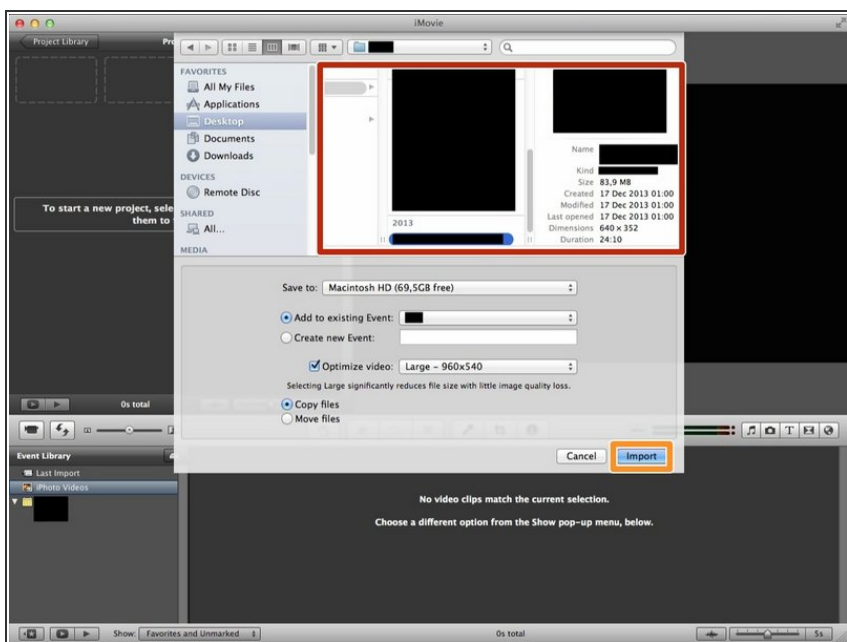 iMovie
Project Library
Pr
FAVORITES
All My Files
Applications
Desktop
Documents
Downloads
DEVICES
Remote Disc
SHARED
All...
MEDIA
2013
Name
Kind
Size 83,9 MB
Created 17 Dec 2013 01:00
Modified 17 Dec 2013 01:00
Last opened 17 Dec 2013 01:00
Dimensions 640 x 352
Duration 24:10
To start a new project, sele
them to
Save to: Macintosh HD (69,5GB free)
Add to existing Event:
Create new Event:
Optimize video: Large - 960x540
Selecting Large significantly reduces file size with little image quality loss.
Copy files
Move files
0s total
Cancel Import
Event Library
Last Import
iPhoto Videos
No video clips match the current selection.
Choose a different option from the Show pop-up menu, below.
Show: Favorites and Unmarked
0s total
5s